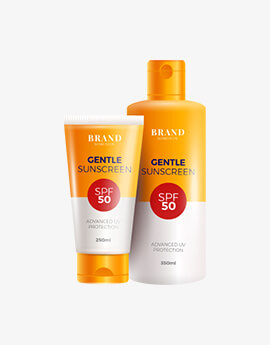 BRAND
GENTLE
SUNSCREEN
SPF
50
ADVANCED UV
PROTECTION
250ml
BRAND
GENTLE
SUNSCREEN
SPF
50
ADVANCED UV
PROTECTION
350ml